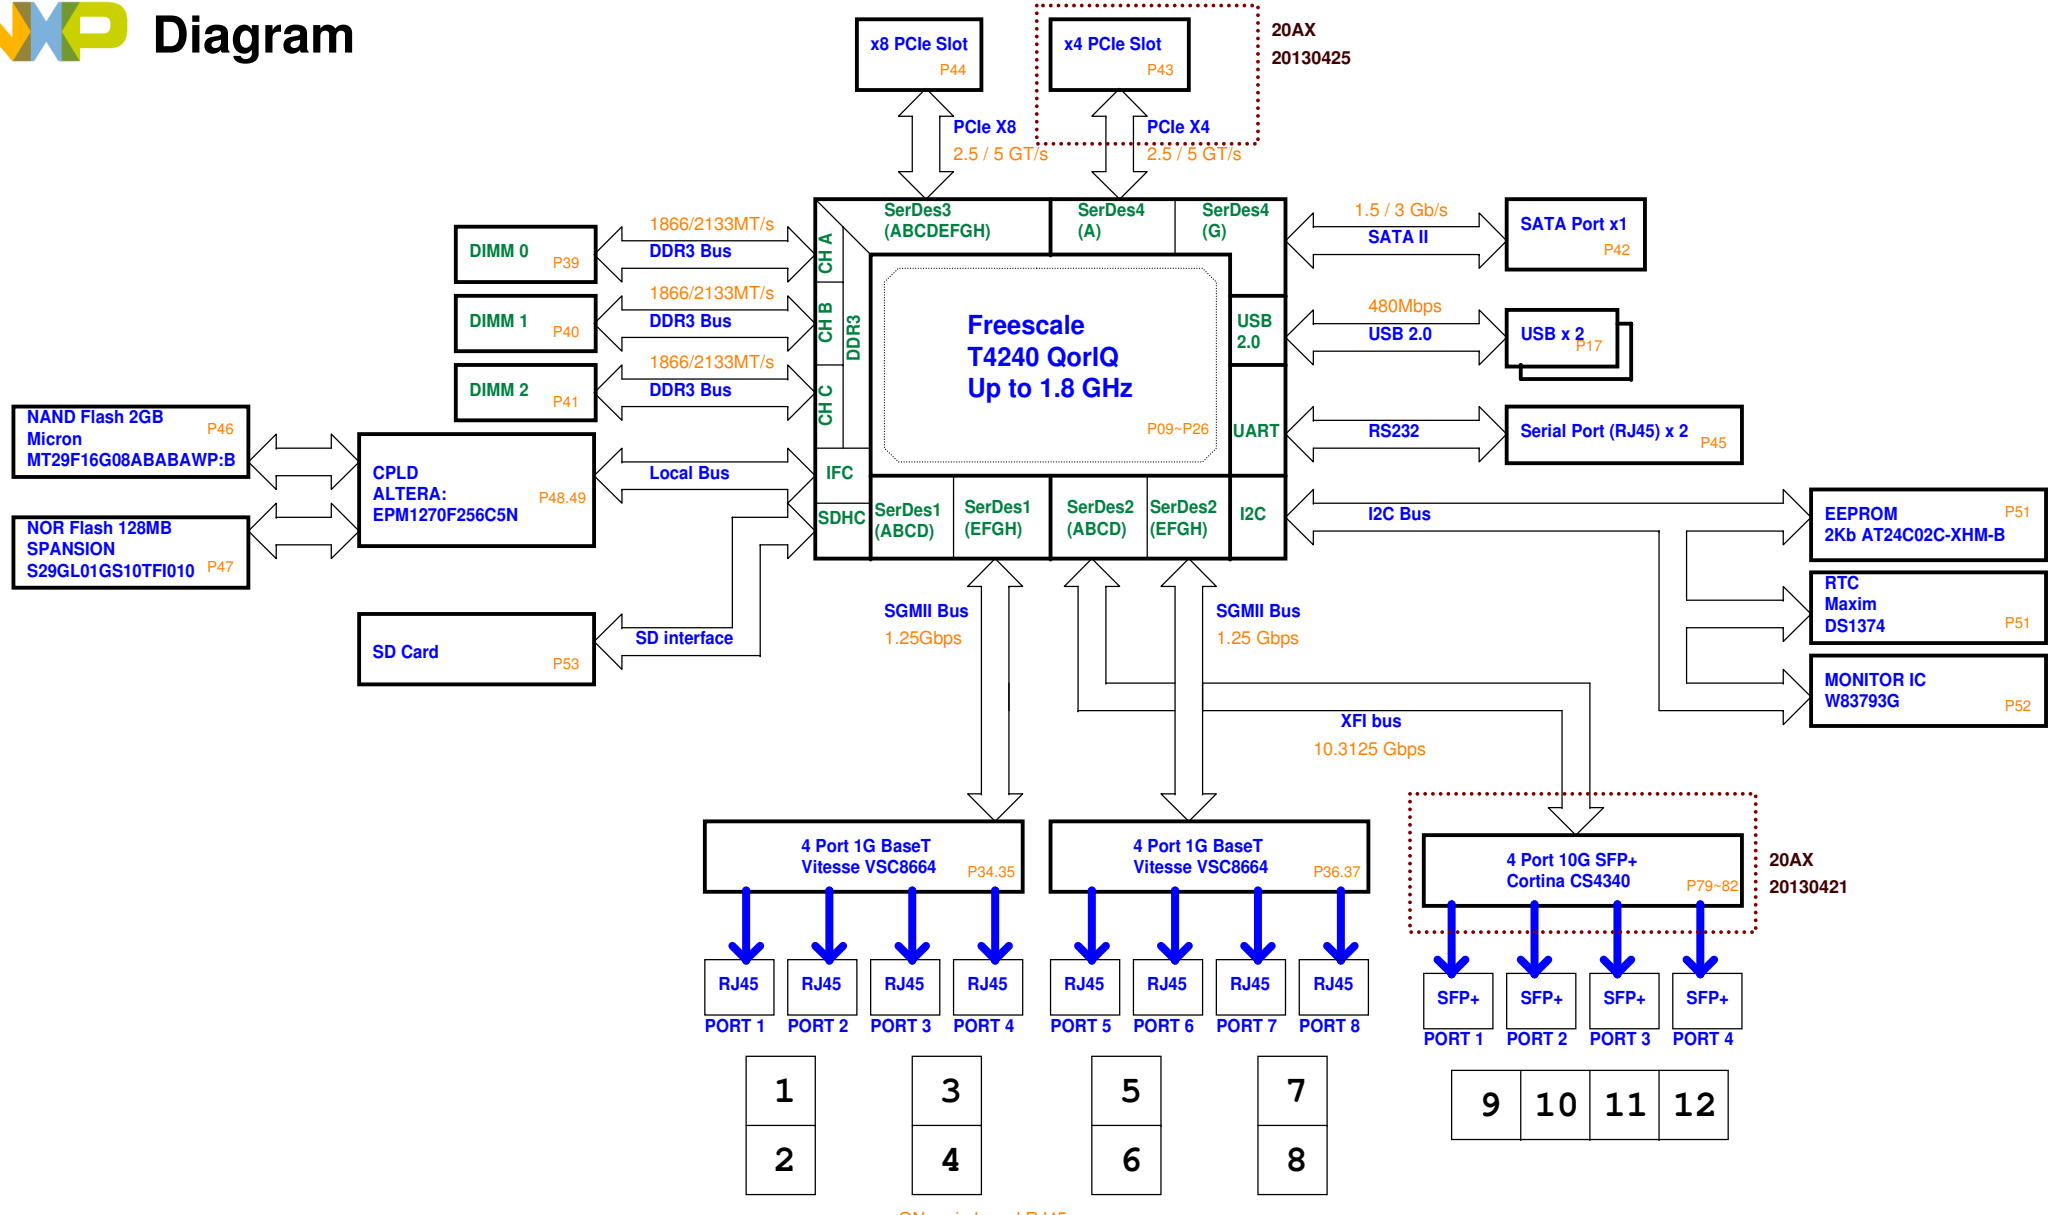 NXP
Diagram
x8 PCIe Slot
P44
x4 PCIe Slot
P43
20AX
20130425
PCIe X8
2.5 / 5 GT/s
PCIe X4
2.5 / 5 GT/s
SerDes3
(ABCDEFGH)
SerDes4
(A)
SerDes4
(G)
1866/2133MT/s
DDR3 Bus
DIMM 0
P39
CH A
1.5 / 3 Gb/s
SATA II
SATA Port x1
P42
1866/2133MT/s
DDR3 Bus
DIMM 1
P40
CH B
DDR3
Freescale
T4240 QorIQ
Up to 1.8 GHz
P09~P26
USB
2.0
480Mbps
USB 2.0
USB x 2
P17
1866/2133MT/s
DDR3 Bus
DIMM 2
P41
CH C
UART
RS232
Serial Port (RJ45) x 2
P45
NAND Flash 2GB
Micron
MT29F16G08ABABAWP:B
P46
CPLD
ALTERA:
EPM1270F256C5N
P48.49
Local Bus
IFC
NOR Flash 128MB
SPANSION
S29GL01GS10TFI010
P47
SDHC
SerDes1
(ABCD)
SerDes1
(EFGH)
SerDes2
(ABCD)
SerDes2
(EFGH)
I2C
I2C Bus
EEPROM
2Kb AT24C02C-XHM-B
P51
RTC
Maxim
DS1374
P51
MONITOR IC
W83793G
P52
SD Card
P53
SD interface
SGMII Bus
1.25Gbps
SGMII Bus
1.25 Gbps
XFI bus
10.3125 Gbps
4 Port 1G BaseT
Vitesse VSC8664
P34.35
4 Port 1G BaseT
Vitesse VSC8664
P36.37
4 Port 10G SFP+
Cortina CS4340
P79~82
20AX
20130421
RJ45
RJ45
RJ45
RJ45
RJ45
RJ45
RJ45
RJ45
SFP+
SFP+
SFP+
SFP+
PORT 1
PORT 2
PORT 3
PORT 4
PORT 5
PORT 6
PORT 7
PORT 8
PORT 1
PORT 2
PORT 3
PORT 4
1
3
5
7
9
10
11
12
2
4
6
8